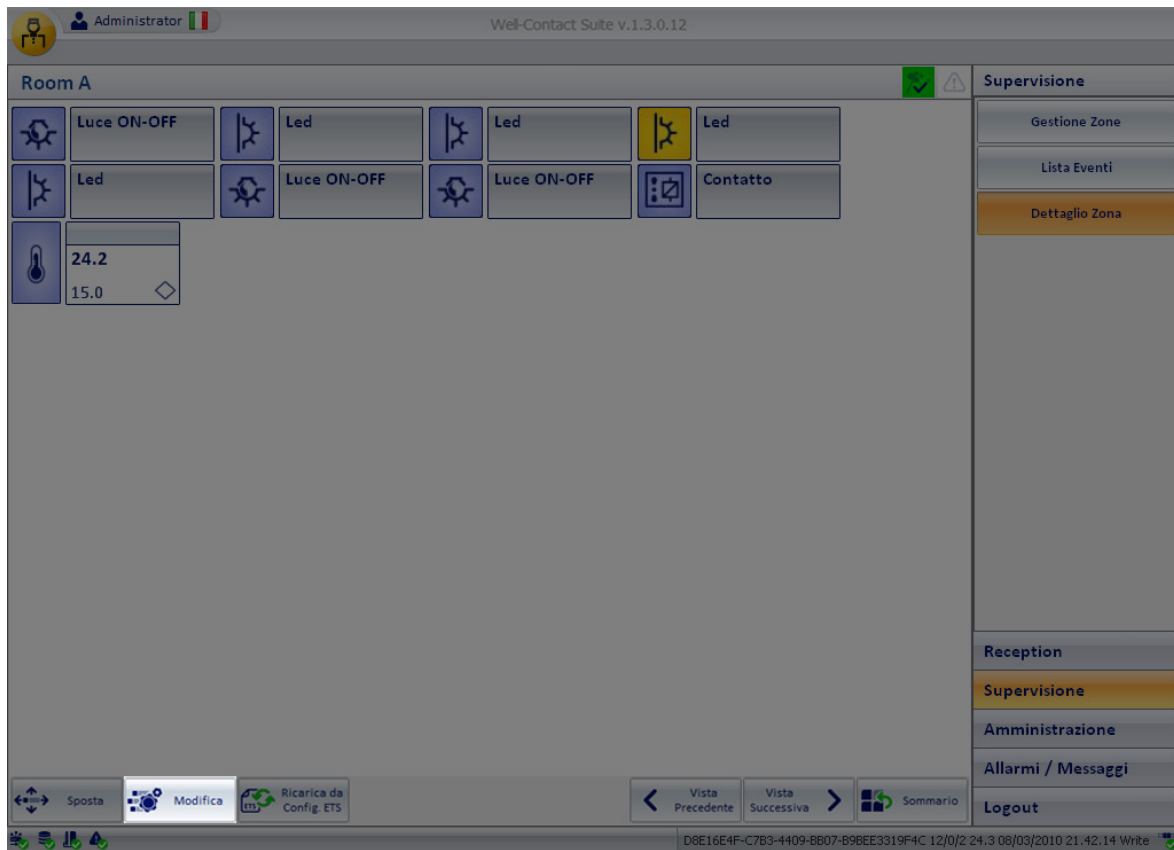 Administrator
Well-Contact Suite v.1.3.0.12
Room A
Supervisione
Luce ON-OFF
Led
Led
Led
Gestione Zone
Lista Eventi
Led
Luce ON-OFF
Luce ON-OFF
Contatto
Dettaglio Zona
24.2
15.0
Reception
Supervisione
Amministrazione
Allarmi / Messaggi
Logout
Sposta
Modifica
ETS
Ricarica da
Config. ETS
Vista
Precedente
Vista
Successiva
Sommario
D8E16E4F-C7B3-4409-BB07-B9BEE3319F4C 12/0/2 24.3 08/03/2010 21.42.14 Write